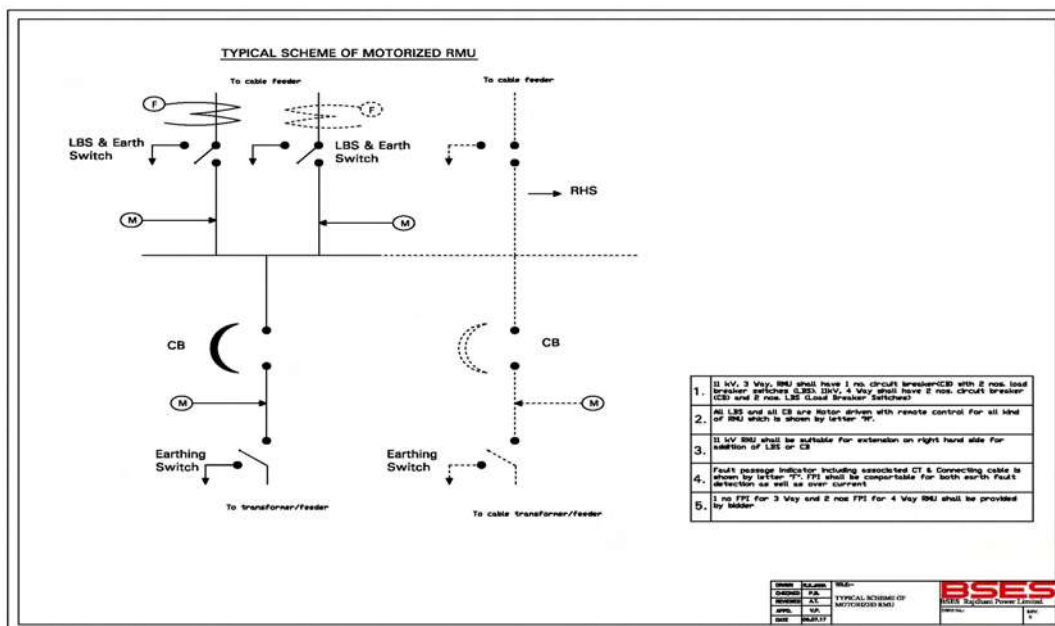 TYPICAL SCHEME OF MOTORIZED RMU
To cable feeder
To cable feeder
F
F
LBS & Earth
Switch
LBS & Earth
Switch
RHS
M
M
CB
CB
M
M
Earthing
Switch
Earthing
Switch
To transformer/feeder
To cable transformer/feeder
1. 11 kV, 3 Way, RMU shall have 1 no. circuit breaker(CB) with 2 nos. load
breaker switches (LBS). 11kV, 4 Way shall have 2 nos. circuit breaker
(CB) and 2 nos. LBS (Load Breaker Switches)
2. All LBS and all CB are Motor driven with remote control for all kind
of RMU which is shown by letter "M".
3. 11 kV RMU shall be suitable for extension on right hand side for
addition of LBS or CB
4. Fault passage indicator including associated CT & Connecting cable is
shown by letter "F". FPI shall be compartable for both earth fault
detection as well as over current
5. 1 no FPI for 3 Way and 2 nos FPI for 4 Way RMU shall be provided
by bidder
DRAWN
CHECKED P.B.
REVIEWED A.T.
APPD. V.P.
DATE
TITLE:-
TYPICAL SCHEME OF
MOTORIZED RMU
BSES
BSES Rajdhani Power Limited
REV.